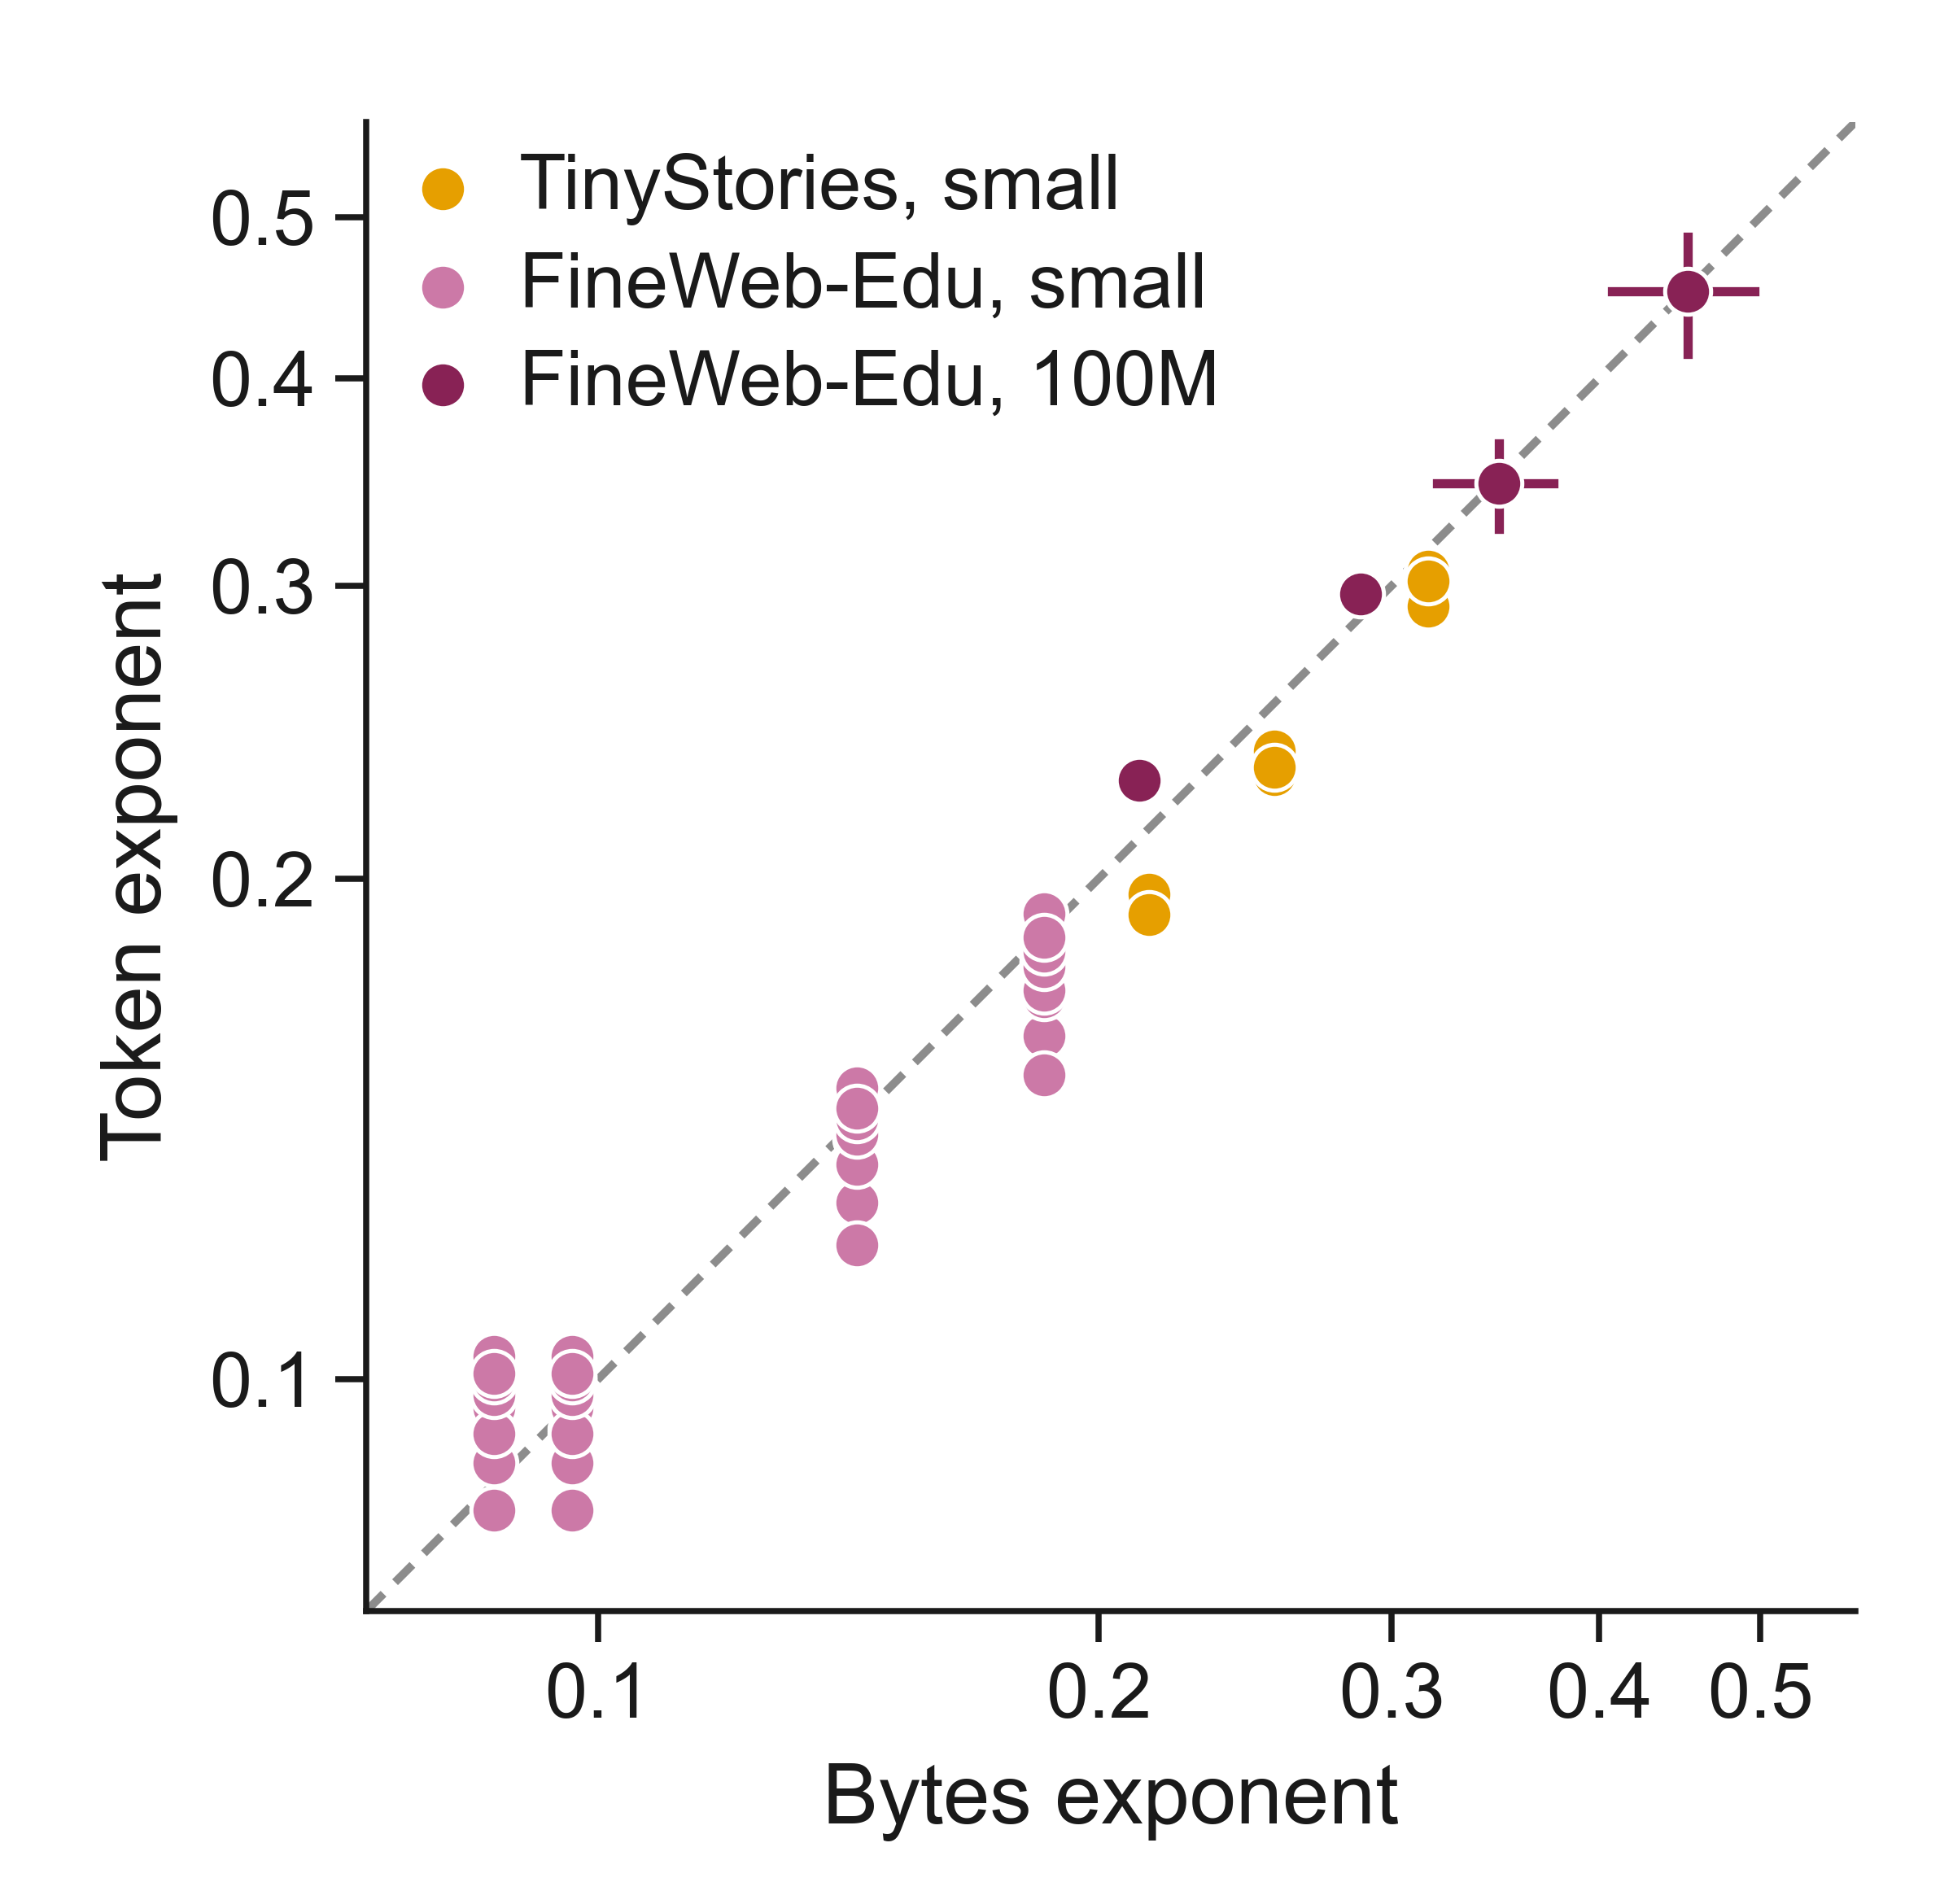 TinyStories, small
FineWeb-Edu, small
FineWeb-Edu, 100M
0.5
0.4
0.3
0.2
0.1
Token exponent
0.1
0.2
0.3
0.4
0.5
Bytes exponent